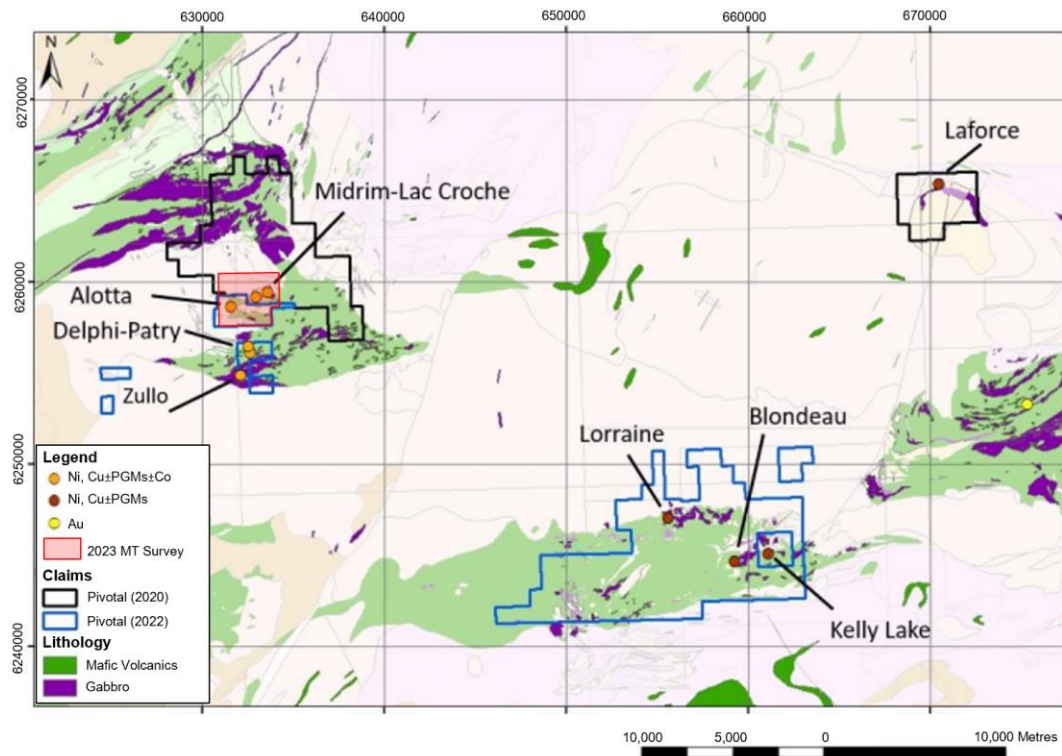 630000
640000
650000
660000
670000
N
6270000
6260000
6250000
6240000
Laforce
Midrim-Lac Croche
Alotta
Delphi-Patry
Zullo
Blondeau
Lorraine
Kelly Lake
Legend
Ni, Cu±PGMs±Co
Ni, Cu±PGMs
Au
2023 MT Survey
Claims
Pivotal (2020)
Pivotal (2022)
Lithology
Mafic Volcanics
Gabbro
10,000 5,000 0 10,000 Metres